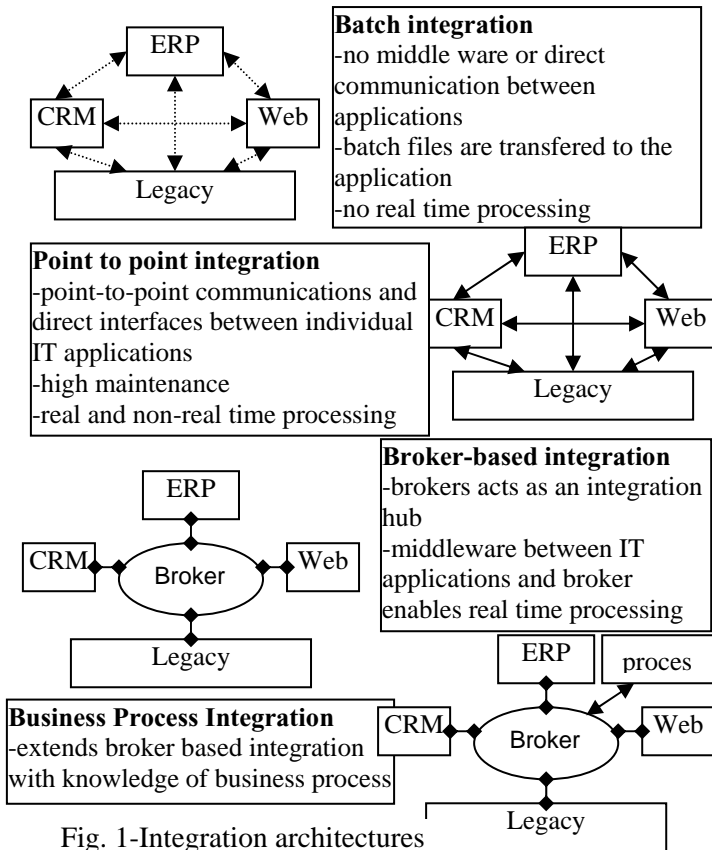 ERP
CRM
Web
Legacy
Batch integration
-no middle ware or direct
communication between
applications
-batch files are transfered to the
application
-no real time processing
Point to point integration
-point-to-point communications and
direct interfaces between individual
IT applications
-high maintenance
-real and non-real time processing
ERP
CRM
Web
Legacy
ERP
CRM
Broker
Web
Legacy
Broker-based integration
-brokers acts as an integration
hub
-middleware between IT
applications and broker
enables real time processing
Business Process Integration
-extends broker based integration
with knowledge of business process
ERP
proces
CRM
Broker
Web
Legacy
Fig. 1-Integration architectures